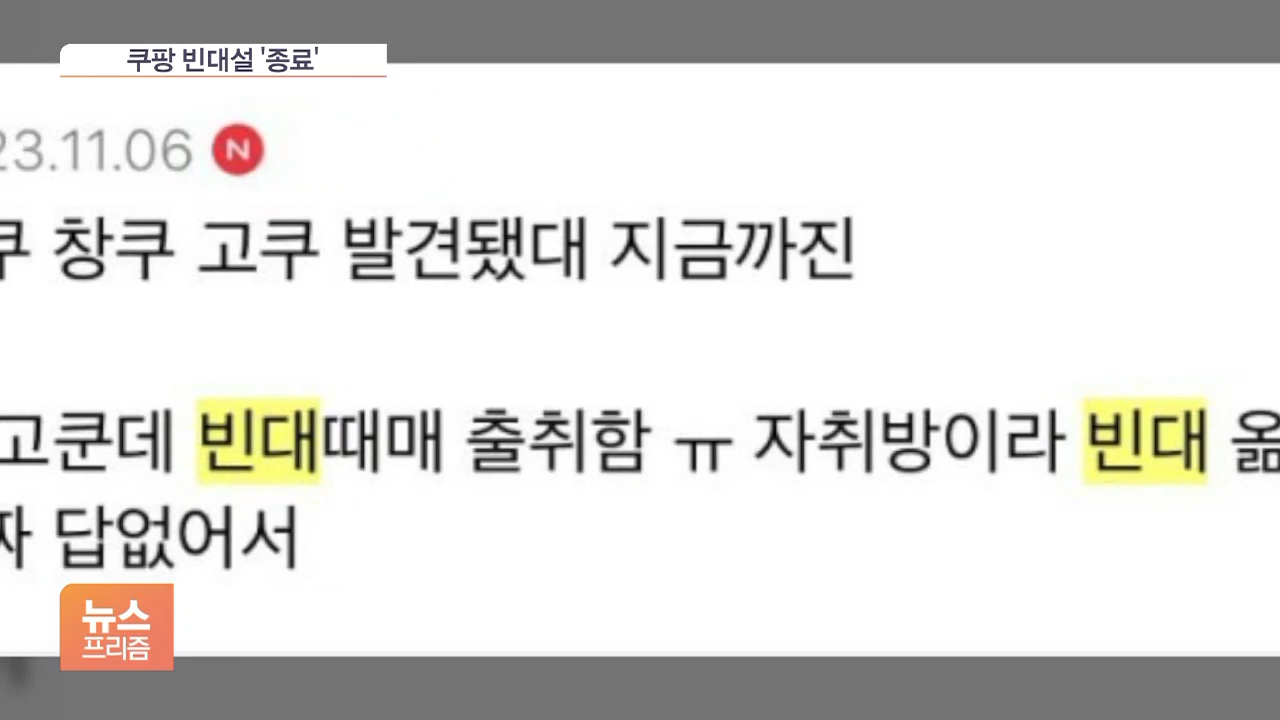 쿠팡 빈대설 '종료'
23.11.06 N
쿠 창쿠 고쿠 발견됐대 지금까진
고쿤데 빈대때매 출취함 ㅠ 자취방이라 빈대 옮
답없어서
뉴스
프리즘